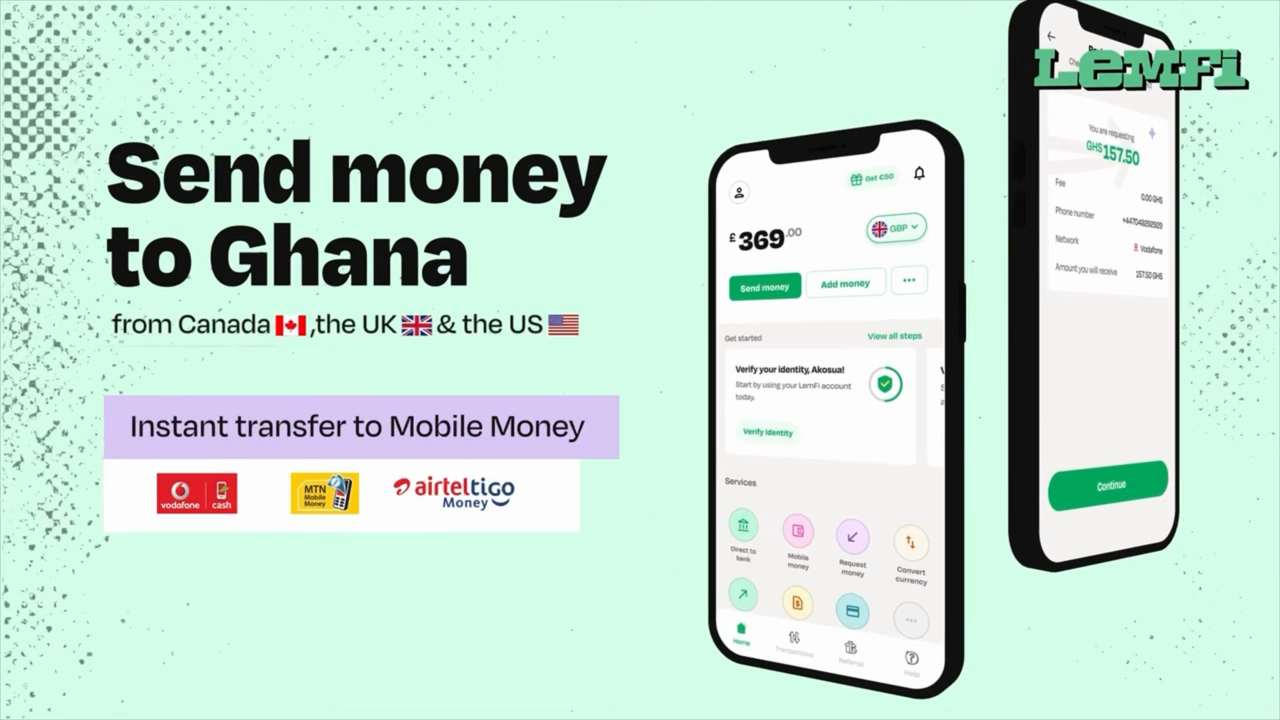 LemFi
Send money
to Ghana
from Canada ,the UK & the US
Instant transfer to Mobile Money
vodafone cash
MTN
Mobile
Money
airteltigo
Money
Get €50
£369.00
GBP
Send money
Add money
Get started
View all steps
Verify your identity, Akosua!
Start by using your LemFi account
today.
Verify Identity
Services
Direct to
bank
Mobile
money
Request
money
Convert
currency
Home
Transactions
Referral
Help
You are requesting
GHS157.50
Fee
0.00 GHS
Phone number
Network
Vodafone
Amount you will receive
157.50 GHS
Continue